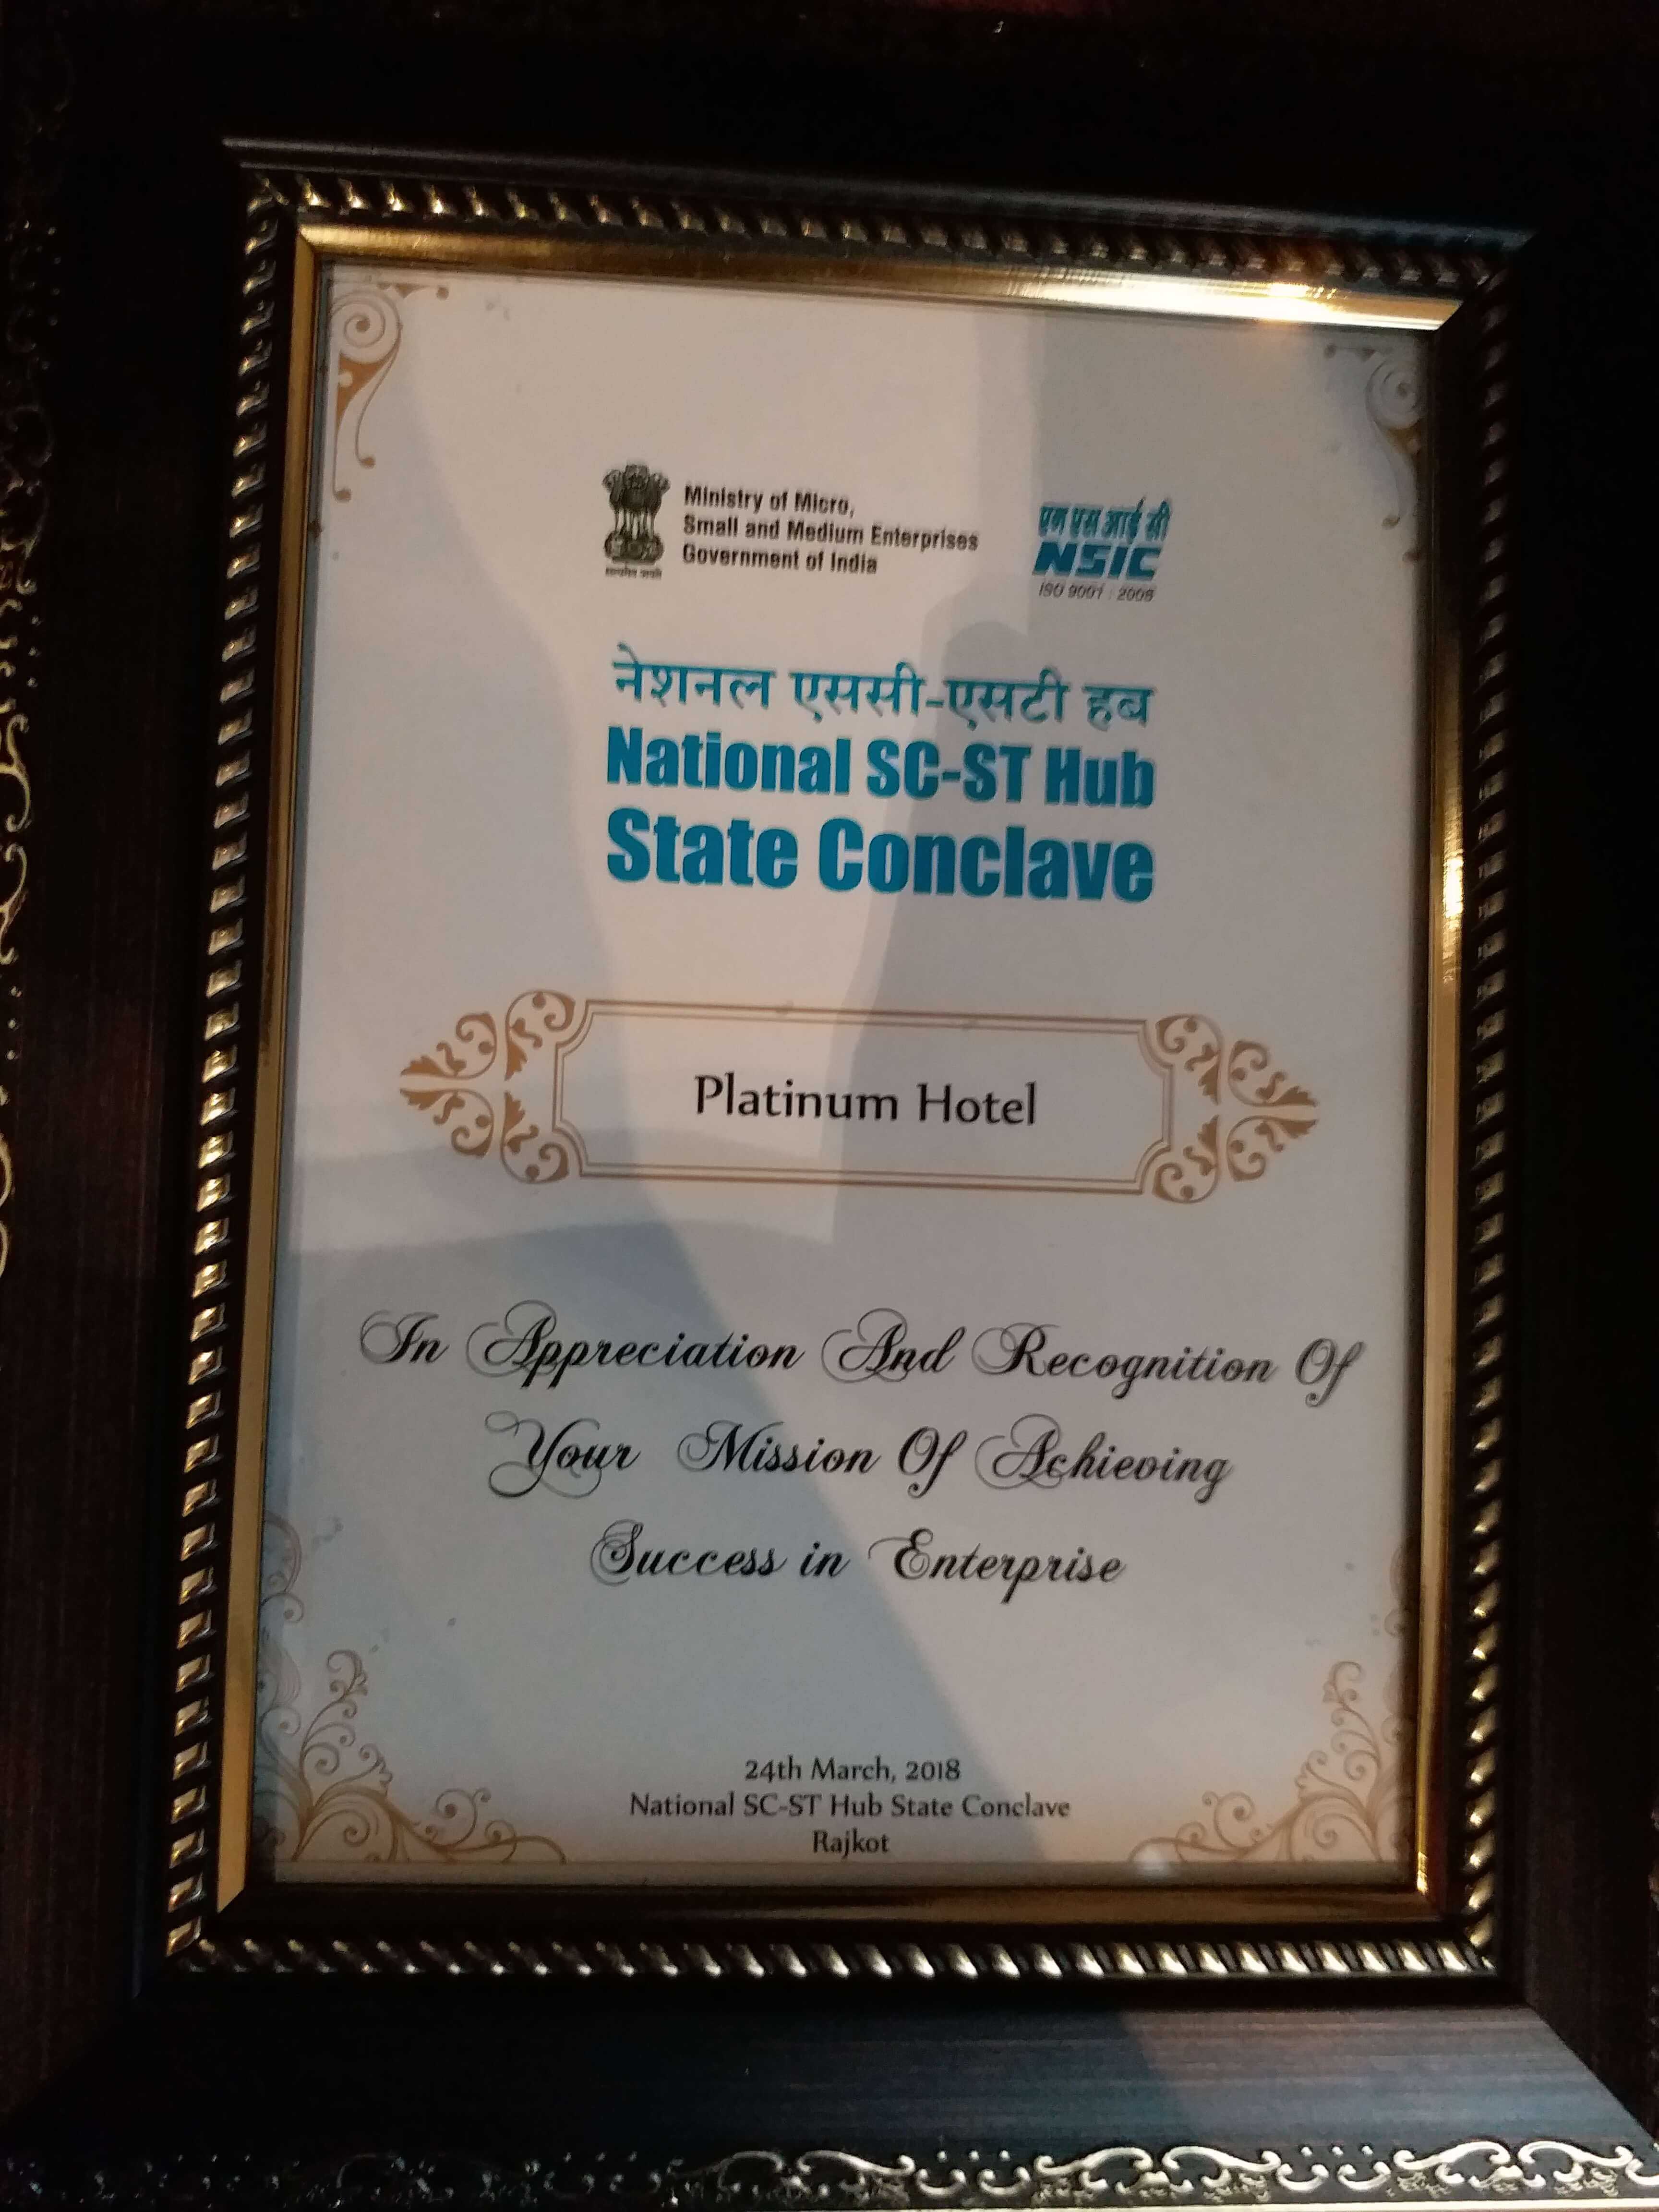 Ministry of Micro,
Small and Medium Enterprises
Government of India
एन एस आई सी
NSIC
ISO 9001 : 2008
नेशनल एससी-एसटी हब
National SC-ST Hub
State Conclave
Platinum Hotel
In Appreciation And Recognition Of
Your Mission Of Achieving
Success in Enterprise
24th March, 2018
National SC-ST Hub State Conclave
Rajkot